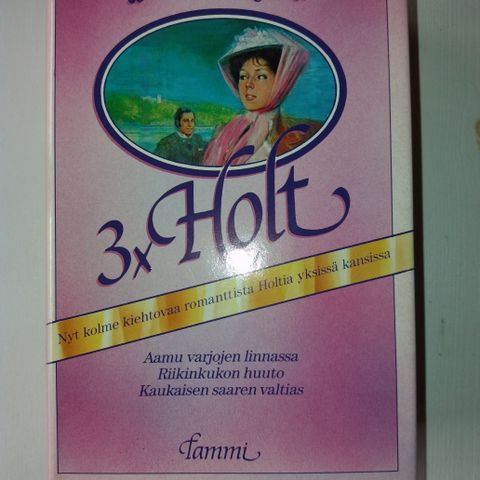 3x Holt
Nyt kolme kiehtovaa romanttista Holtia yksissä kansissa
Aamu varjojen linnassa
Riikinkukon huuto
Kaukaisen saaren valtias
Tammi